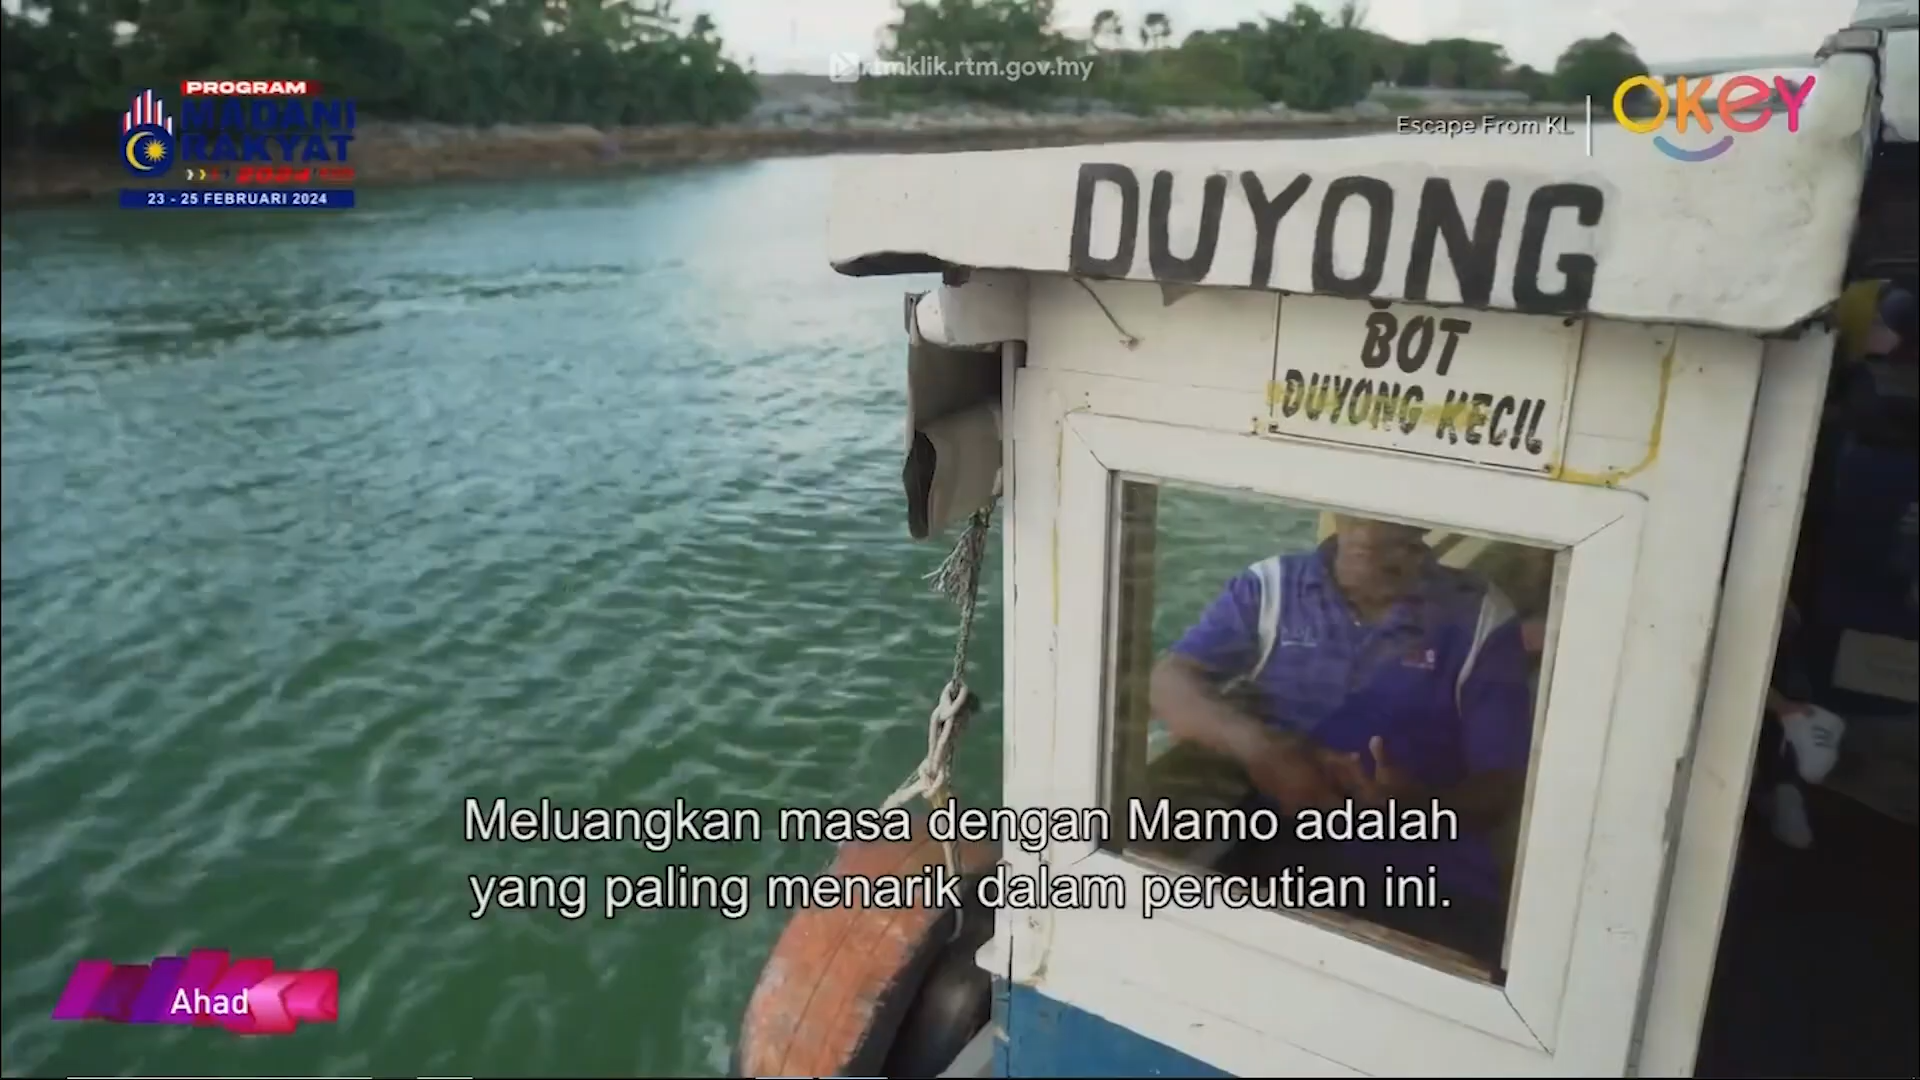 PROGRAM
MADANI
RAKYAT
2024
23 - 25 FEBRUARI 2024
rtmklik.rtm.gov.my
Escape From KL
OKEY
DUYONG
BOT
DUYONG KECIL
Meluangkan masa dengan Mamo adalah
yang paling menarik dalam percutian ini.
Ahad